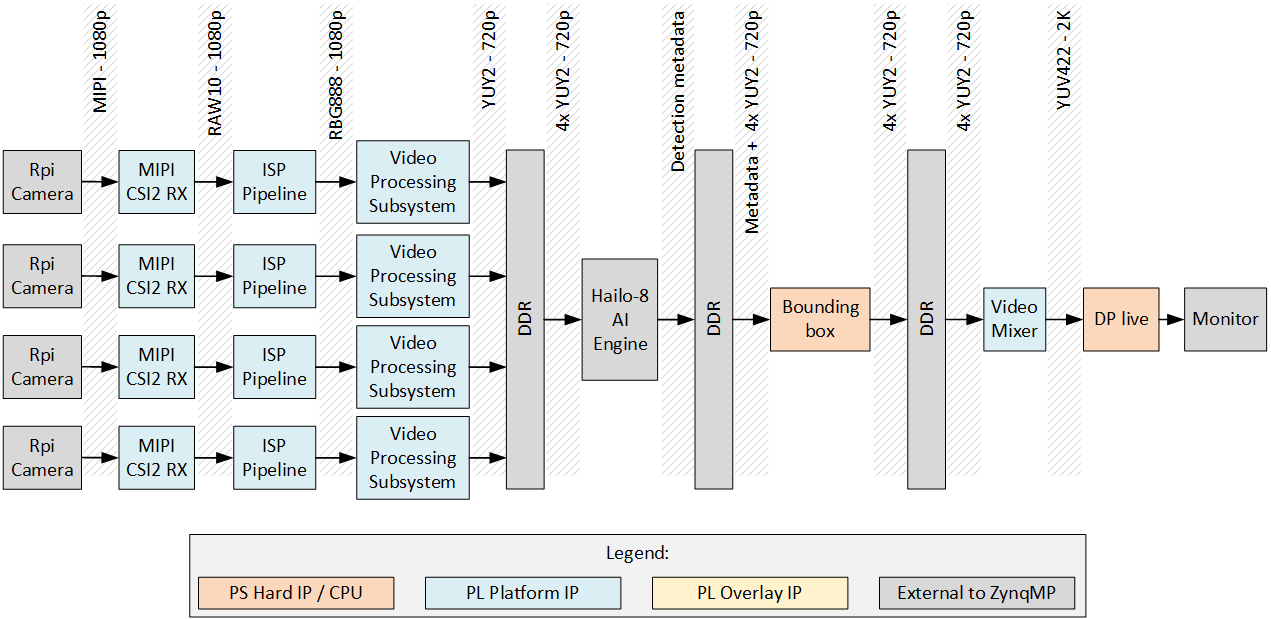 MIPI - 1080p
RAW10 - 1080p
RBG888 - 1080p
YUY2 - 720p
4x YUY2 - 720p
Detection metadata
Metadata + 4x YUY2 - 720p
4x YUY2 - 720p
4x YUY2 - 720p
YUV422 - 2K
Rpi
Camera
MIPI
CSI2 RX
ISP
Pipeline
Video
Processing
Subsystem
Rpi
Camera
MIPI
CSI2 RX
ISP
Pipeline
Video
Processing
Subsystem
Rpi
Camera
MIPI
CSI2 RX
ISP
Pipeline
Video
Processing
Subsystem
Rpi
Camera
MIPI
CSI2 RX
ISP
Pipeline
Video
Processing
Subsystem
DDR
Hailo-8
AI
Engine
DDR
Bounding
box
DDR
Video
Mixer
DP live
Monitor
Legend:
PS Hard IP / CPU
PL Platform IP
PL Overlay IP
External to ZynqMP